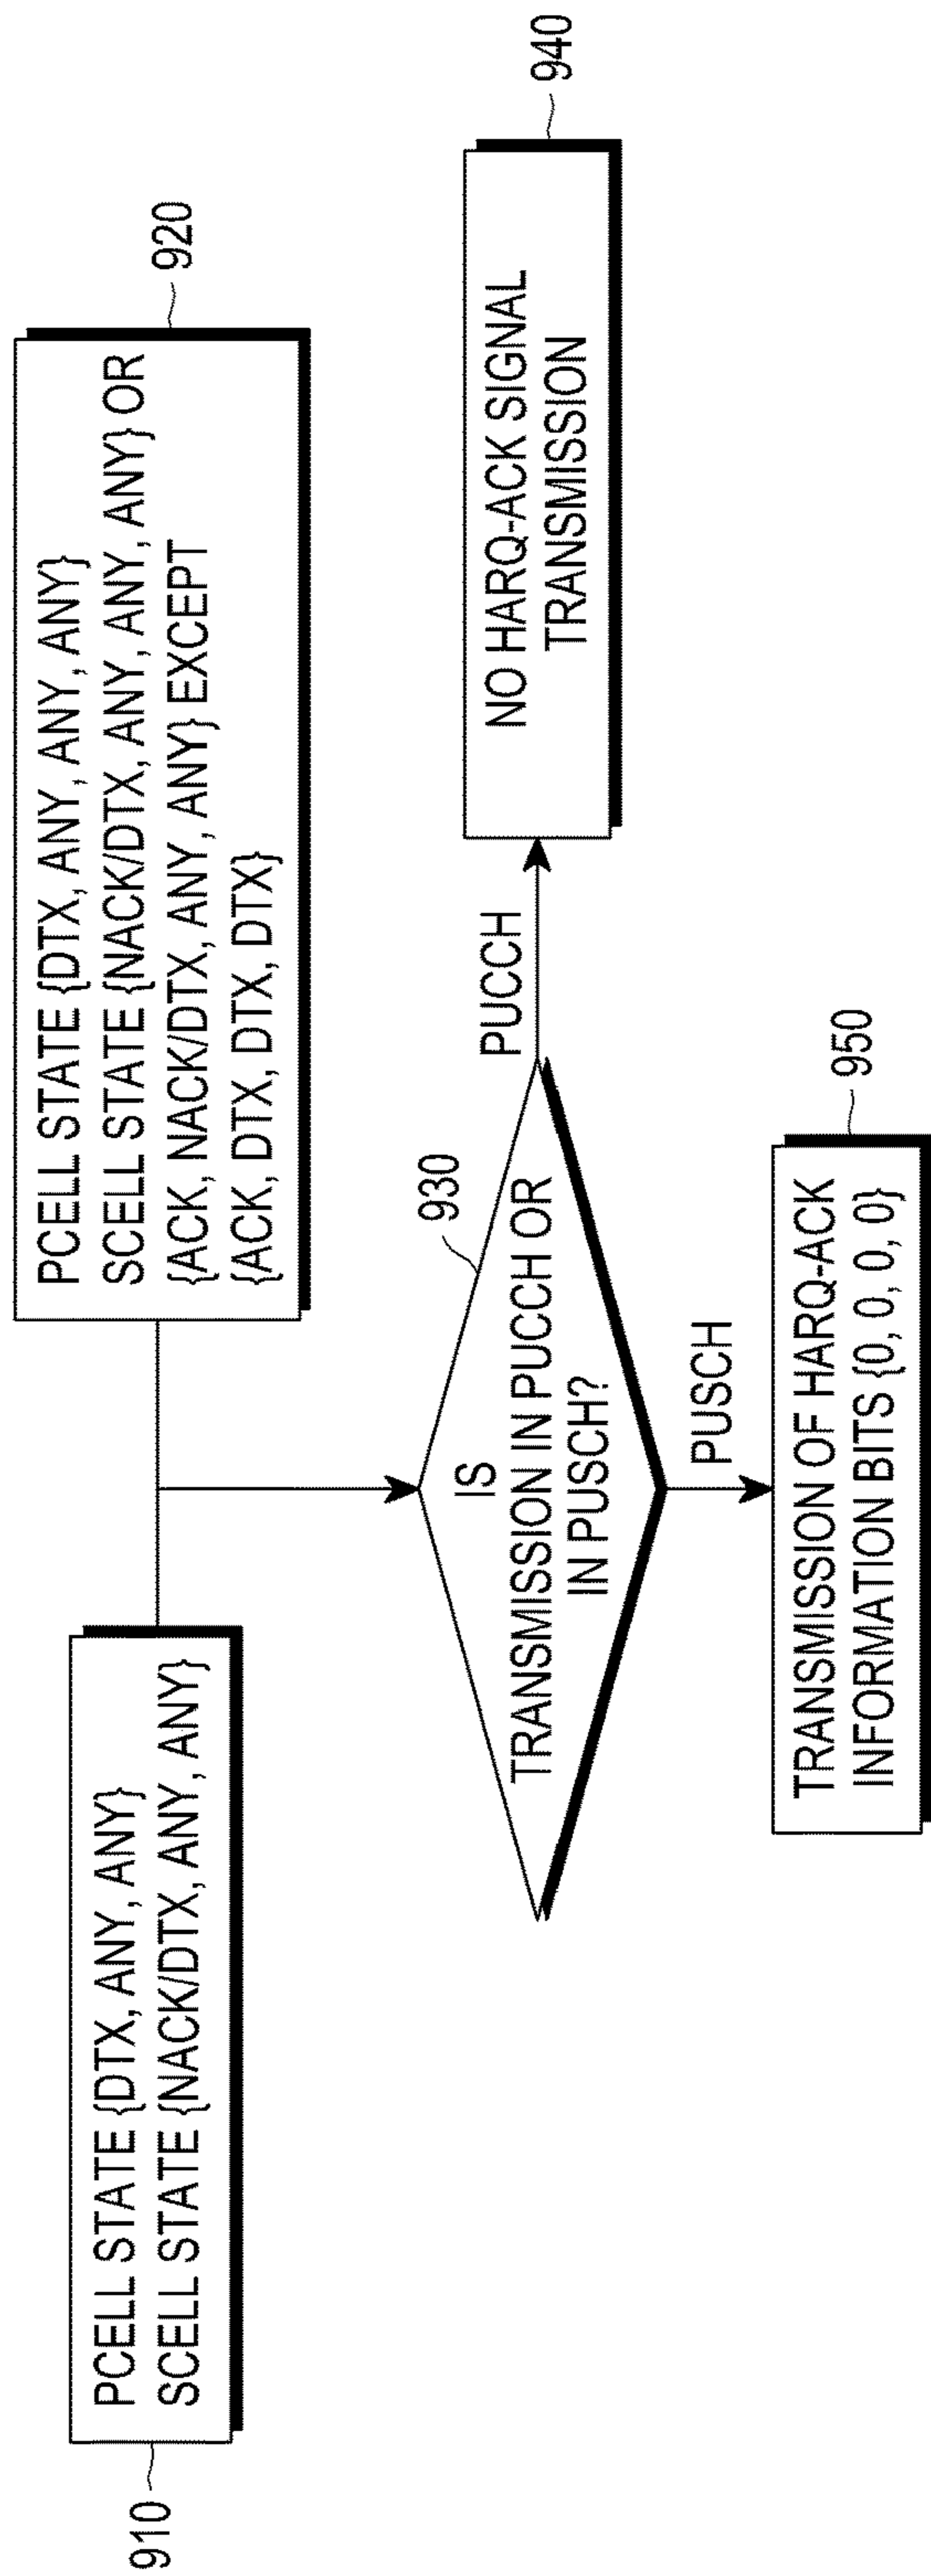 910
PCELL STATE {DTX, ANY, ANY}
SCELL STATE {NACK/DTX, ANY, ANY}
920
PCELL STATE {DTX, ANY, ANY, ANY}
SCELL STATE {NACK/DTX, ANY, ANY, ANY} OR
{ACK, NACK/DTX, ANY, ANY} EXCEPT
{ACK, DTX, DTX, DTX}
930
IS
TRANSMISSION IN PUCCH OR
IN PUSCH?
PUCCH
940
NO HARQ-ACK SIGNAL
TRANSMISSION
PUSCH
950
TRANSMISSION OF HARQ-ACK
INFORMATION BITS {0, 0, 0, 0}